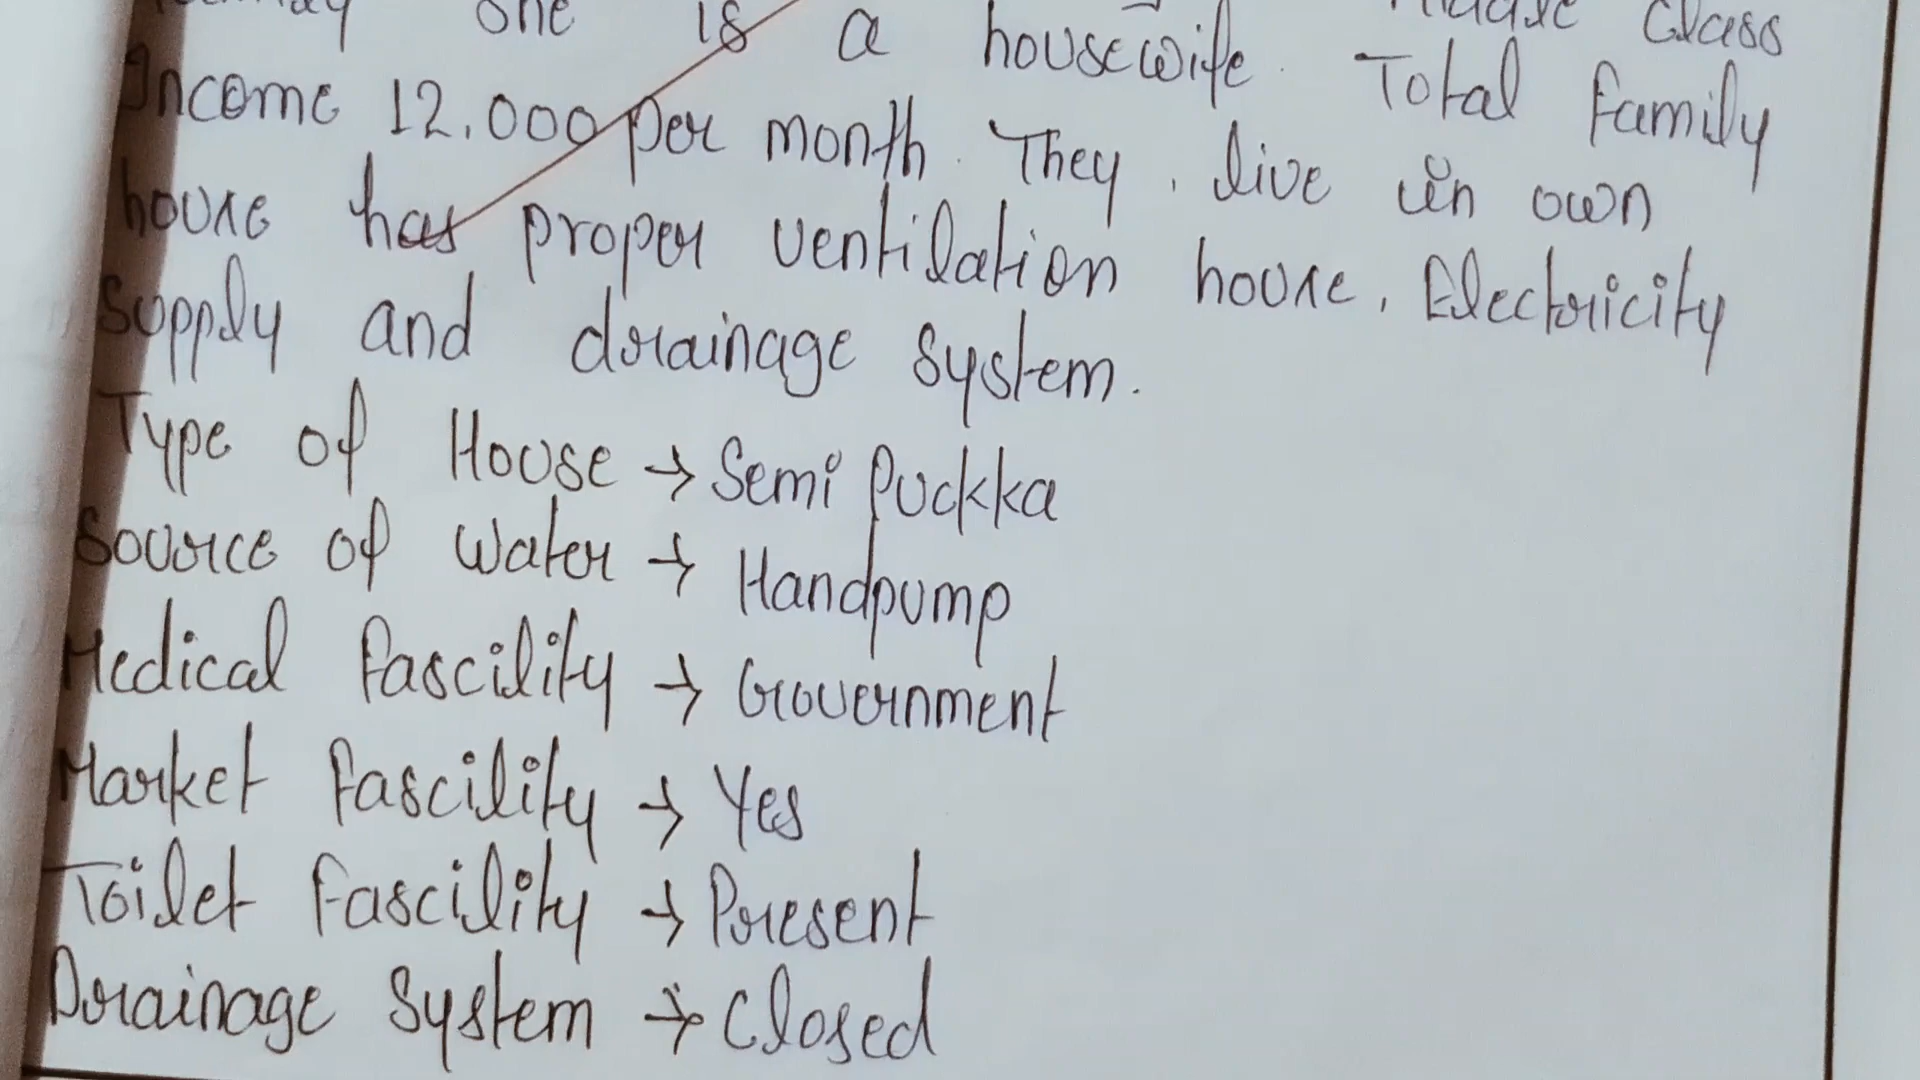 one is a housewife. Middle Class
Income 12,000 per month. Total Family
house has proper ventilation They, live in own
supply and drainage system. house, Electricity
Type of House → Semi Puckka
Source of Water → Handpump
Medical Fascility → Government
Market Fascility → Yes
Toilet Fascility → Present
Drainage System → Closed